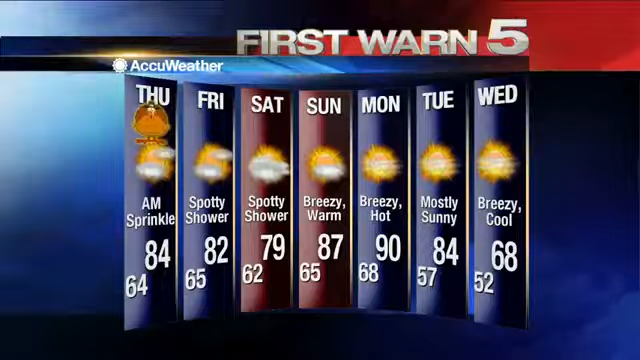 FIRST WARN 5
AccuWeather
THU
AM
Sprinkle
84
64
FRI
Spotty
Shower
82
65
SAT
Spotty
Shower
79
62
SUN
Breezy,
Warm
87
65
MON
Breezy,
Hot
90
68
TUE
Mostly
Sunny
84
57
WED
Breezy,
Cool
68
52